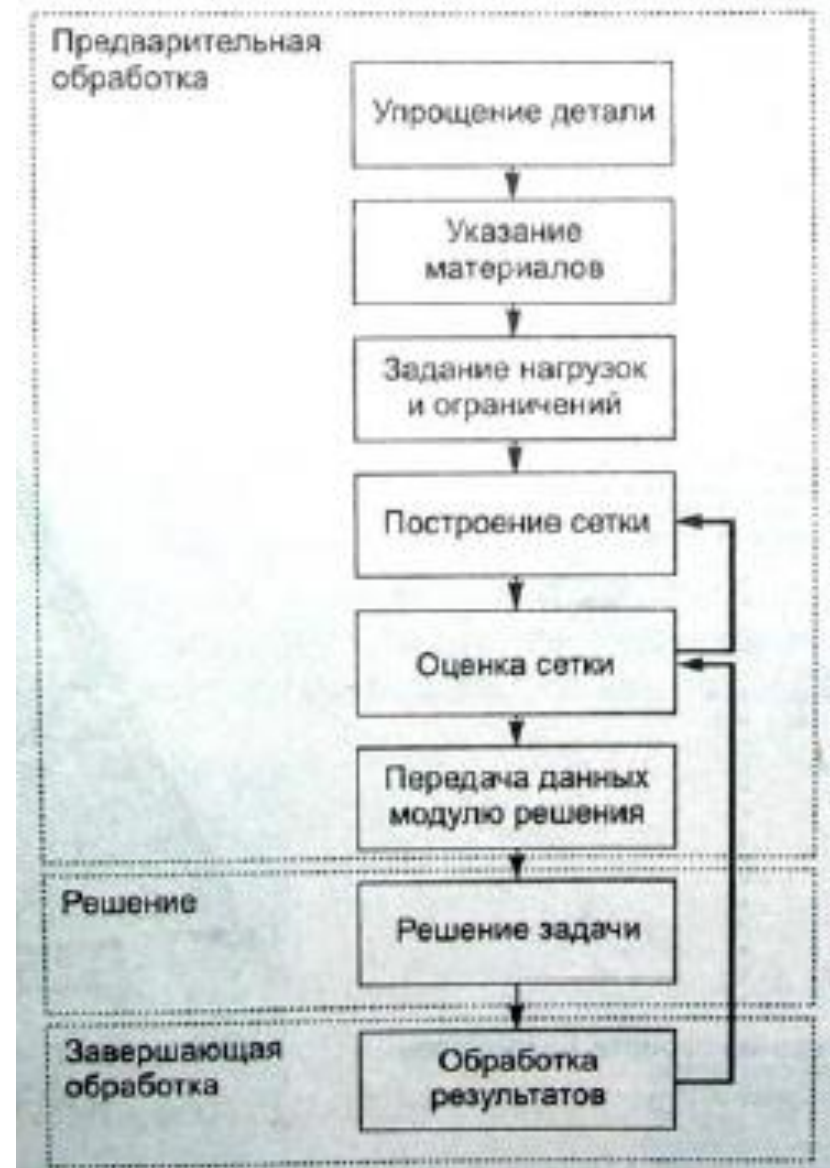 Предварительная
обработка
Упрощение детали
Указание
материалов
Задание нагрузок
и ограничений
Построение сетки
Оценка сетки
Передача данных
модулю решения
Решение
Решение задачи
Завершающая
обработка
Обработка
результатов